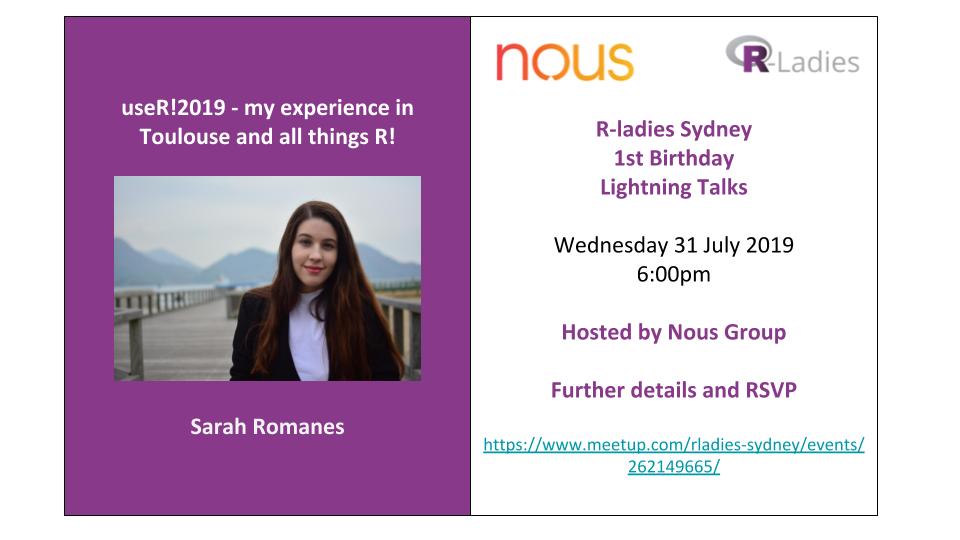 useR!2019 - my experience in
Toulouse and all things R!
Sarah Romanes
nous
R-Ladies
R-ladies Sydney
1st Birthday
Lightning Talks
Wednesday 31 July 2019
6:00pm
Hosted by Nous Group
Further details and RSVP
https://www.meetup.com/rladies-sydney/events/
262149665/